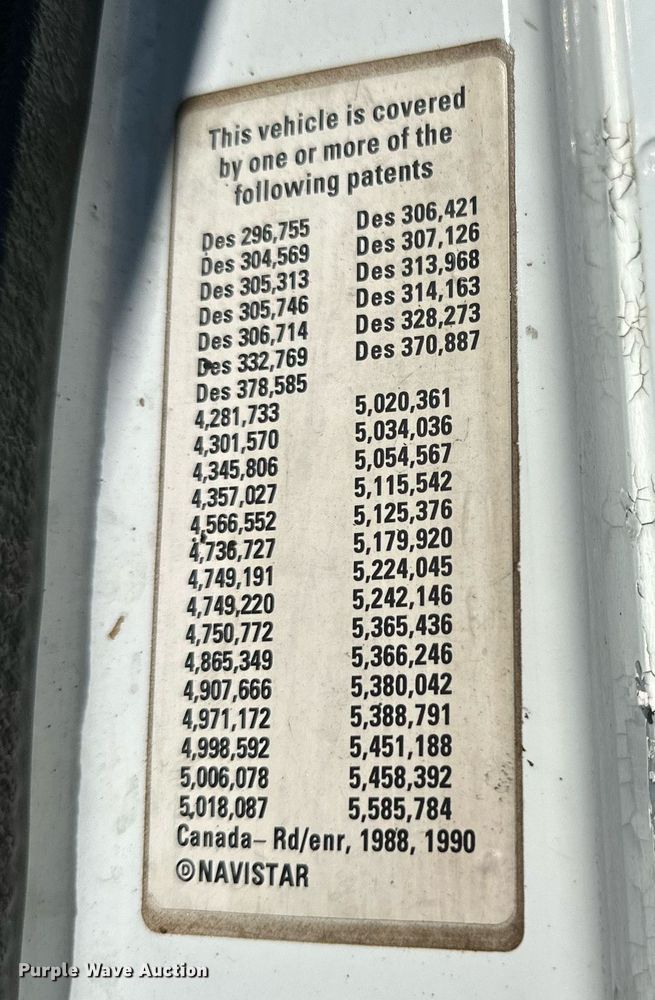 This vehicle is covered
by one or more of the
following patents
Des 296,755 Des 306,421
Des 304,569 Des 307,126
Des 305,313 Des 313,968
Des 305,746 Des 314,163
Des 306,714 Des 328,273
Des 332,769 Des 370,887
Des 378,585
4,281,733 5,020,361
4,301,570 5,034,036
4,345,806 5,054,567
4,357,027 5,115,542
4,566,552 5,125,376
4,736,727 5,179,920
4,749,191 5,224,045
4,749,220 5,242,146
4,750,772 5,365,436
4,865,349 5,366,246
4,907,666 5,380,042
4,971,172 5,388,791
4,998,592 5,451,188
5,006,078 5,458,392
5,018,087 5,585,784
Canada– Rd/enr, 1988, 1990
ⒹNAVISTAR
Purple Wave Auction